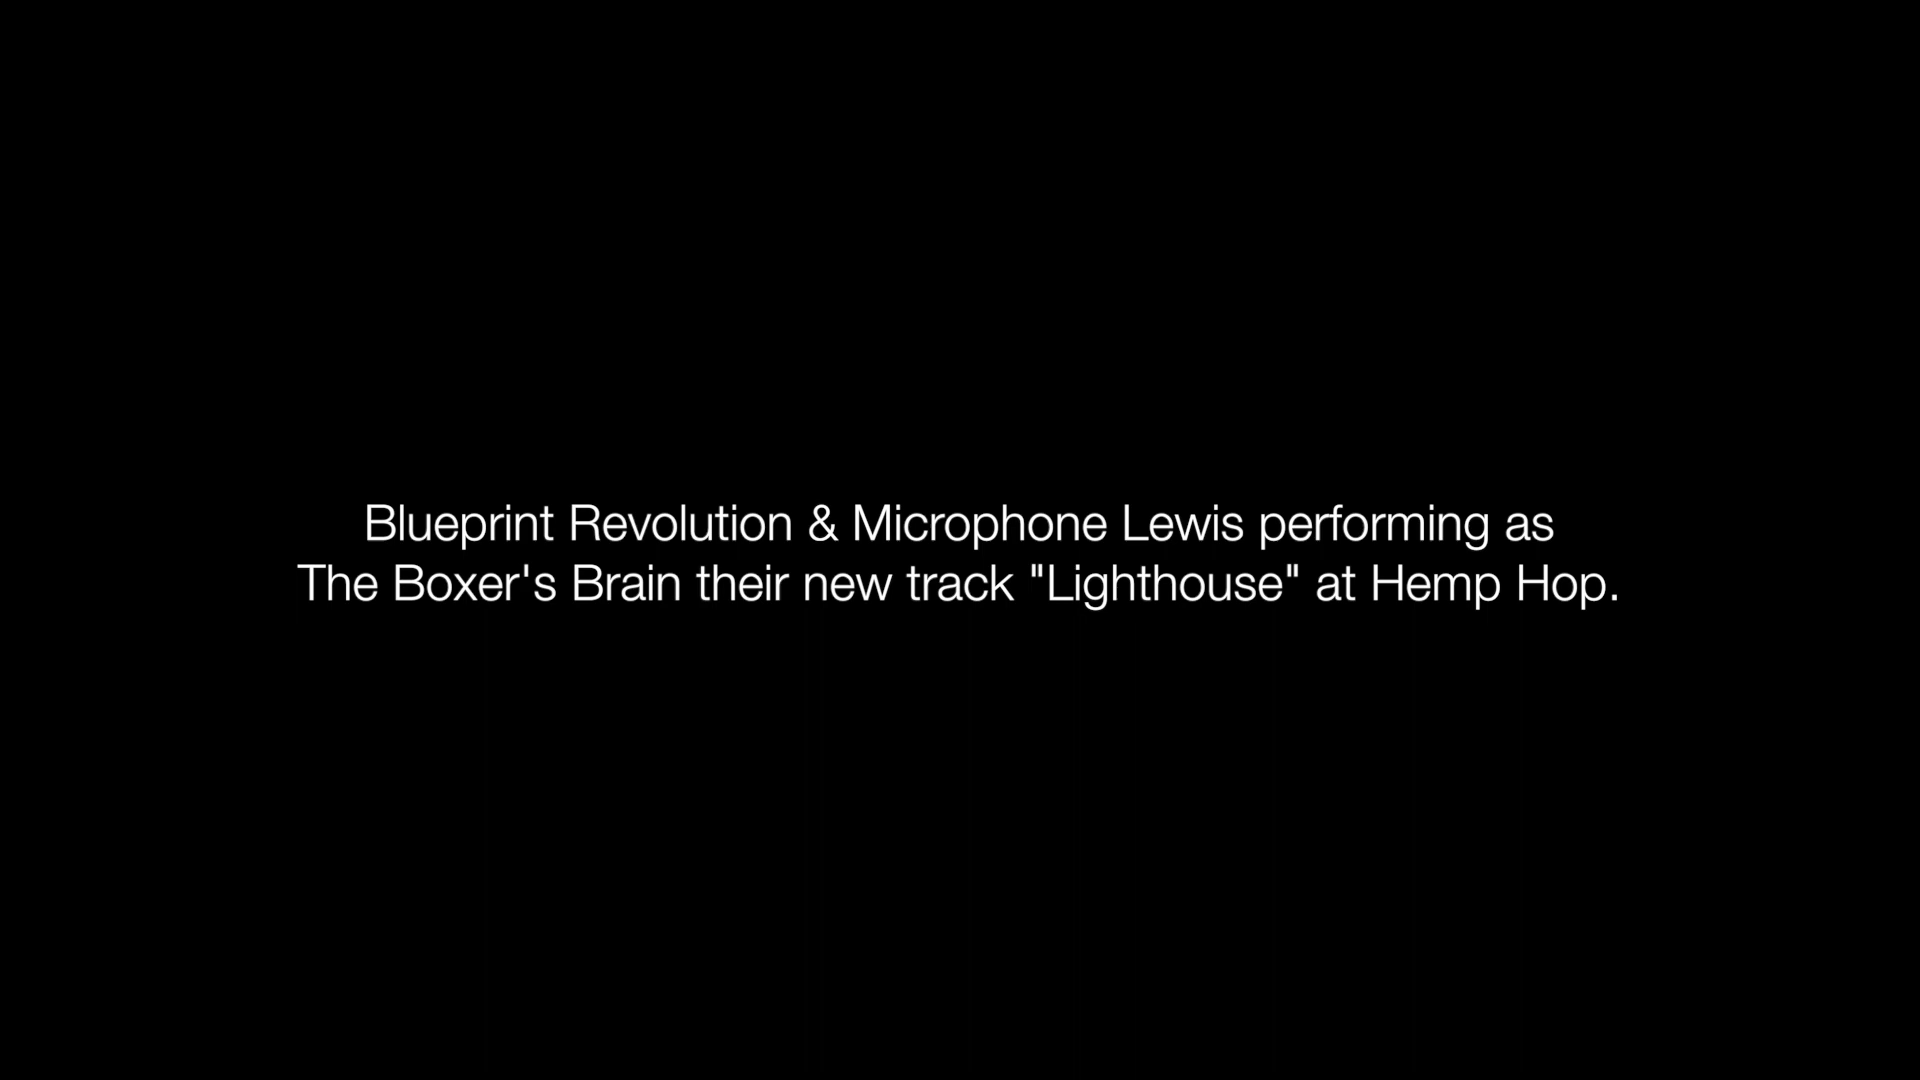 Blueprint Revolution & Microphone Lewis performing as
The Boxer's Brain their new track "Lighthouse" at Hemp Hop.